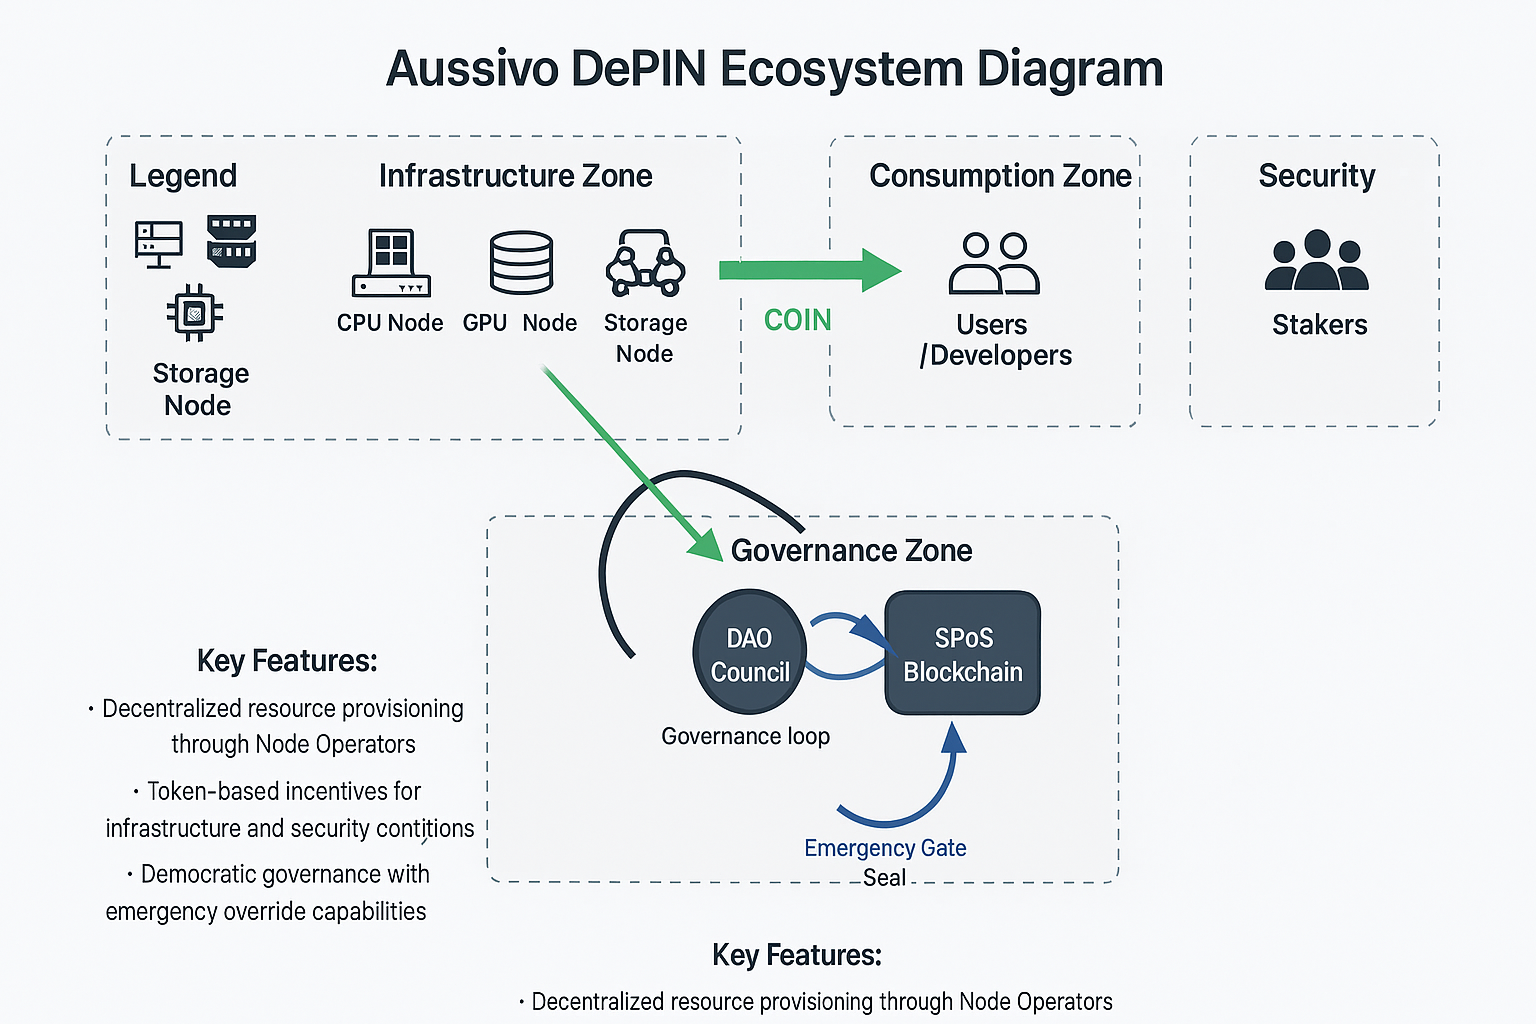 Aussivo DePIN Ecosystem Diagram
Legend
Storage
Node
Infrastructure Zone
CPU Node
GPU Node
Storage
Node
COIN
Consumption Zone
Users
/Developers
Security
Stakers
Governance Zone
DAO
Council
SPoS
Blockchain
Governance loop
Emergency Gate
Seal
Key Features:
· Decentralized resource provisioning
through Node Operators
· Token-based incentives for
infrastructure and security contitions
· Democratic governance with
emergency override capabilities
Key Features:
· Decentralized resource provisioning through Node Operators